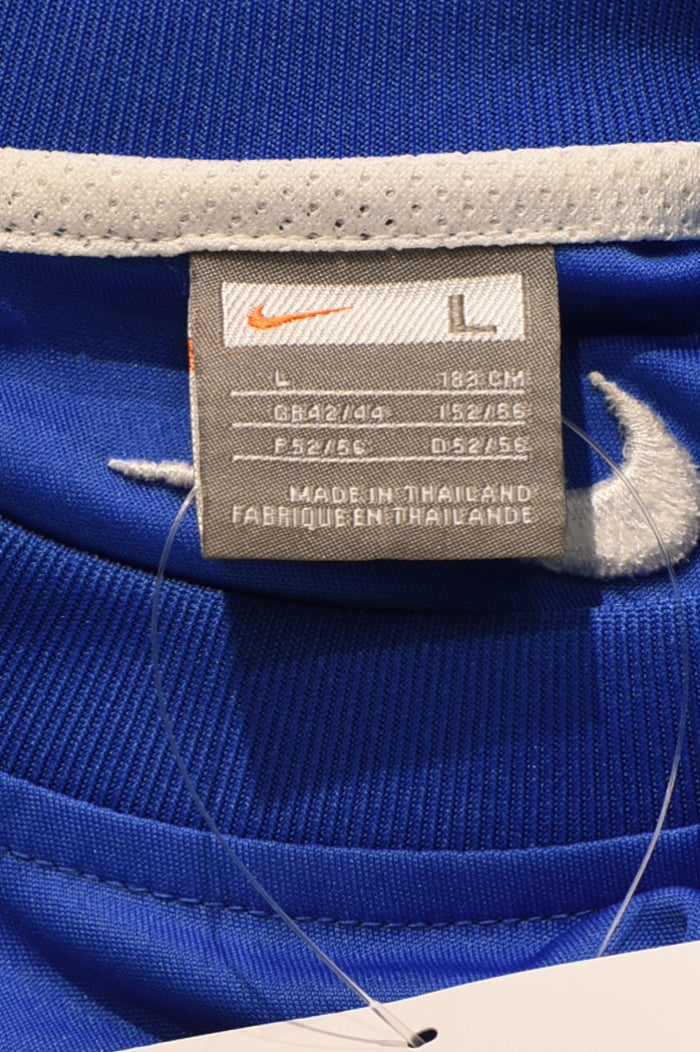 L
L 183 CM
GB42/44 I52/56
F52/56 D52/56
MADE IN THAILAND
FABRIQUE EN THAILANDE